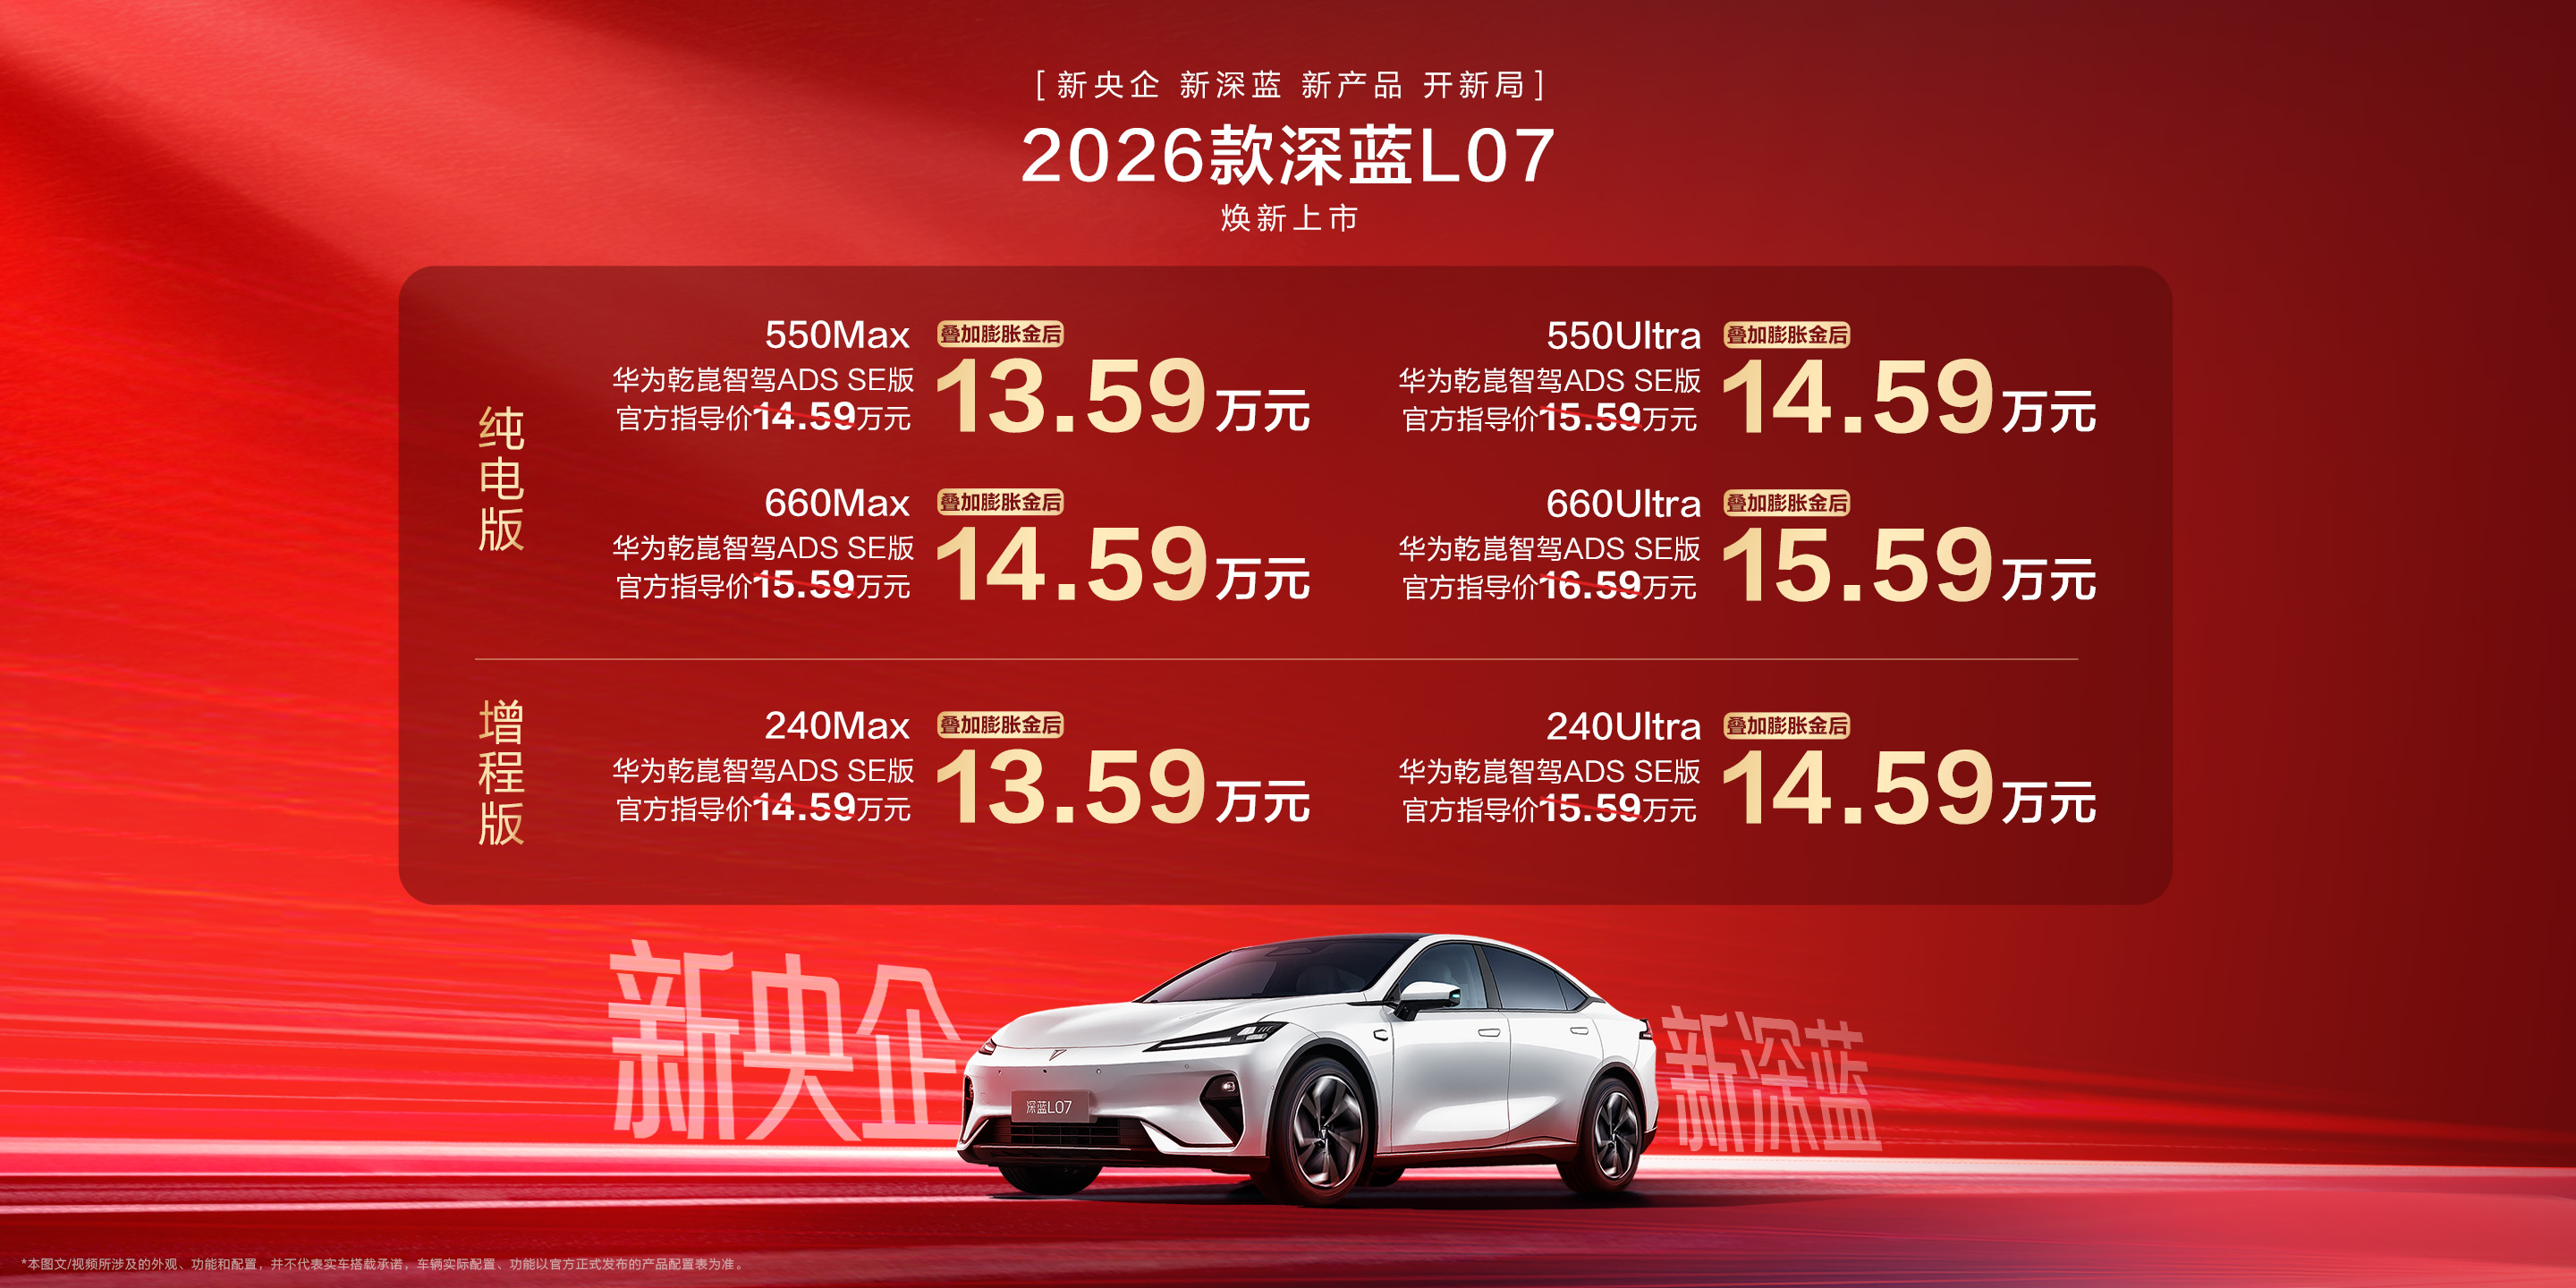 [ 新央企 新深蓝 新产品 开新局 ]
2026款深蓝L07
焕新上市
纯电版
550Max
华为乾崑智驾ADS SE版
官方指导价14.59万元
叠加膨胀金后
13.59万元
550Ultra
华为乾崑智驾ADS SE版
官方指导价15.59万元
叠加膨胀金后
14.59万元
660Max
华为乾崑智驾ADS SE版
官方指导价15.59万元
叠加膨胀金后
14.59万元
660Ultra
华为乾崑智驾ADS SE版
官方指导价16.59万元
叠加膨胀金后
15.59万元
增程版
240Max
华为乾崑智驾ADS SE版
官方指导价14.59万元
叠加膨胀金后
13.59万元
240Ultra
华为乾崑智驾ADS SE版
官方指导价15.59万元
叠加膨胀金后
14.59万元
新央企
新深蓝
深蓝L07
*本图文/视频所涉及的外观、功能和配置，并不代表实车搭载承诺，车辆实际配置、功能以官方正式发布的产品配置表为准。